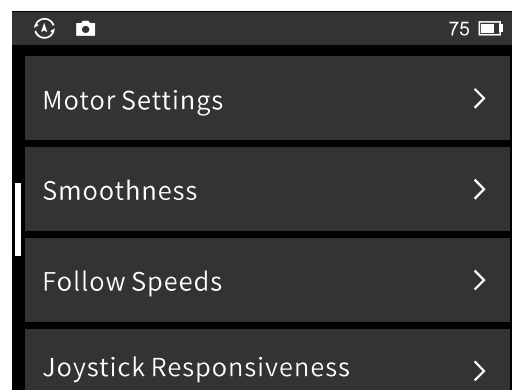 75
Motor Settings
Smoothness
Follow Speeds
Joystick Responsiveness